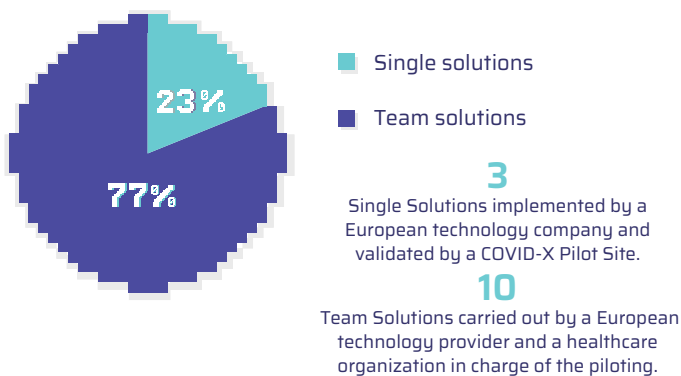 23%
77%
Single solutions
Team solutions
3
Single Solutions implemented by a
European technology company and
validated by a COVID-X Pilot Site.
10
Team Solutions carried out by a European
technology provider and a healthcare
organization in charge of the piloting.